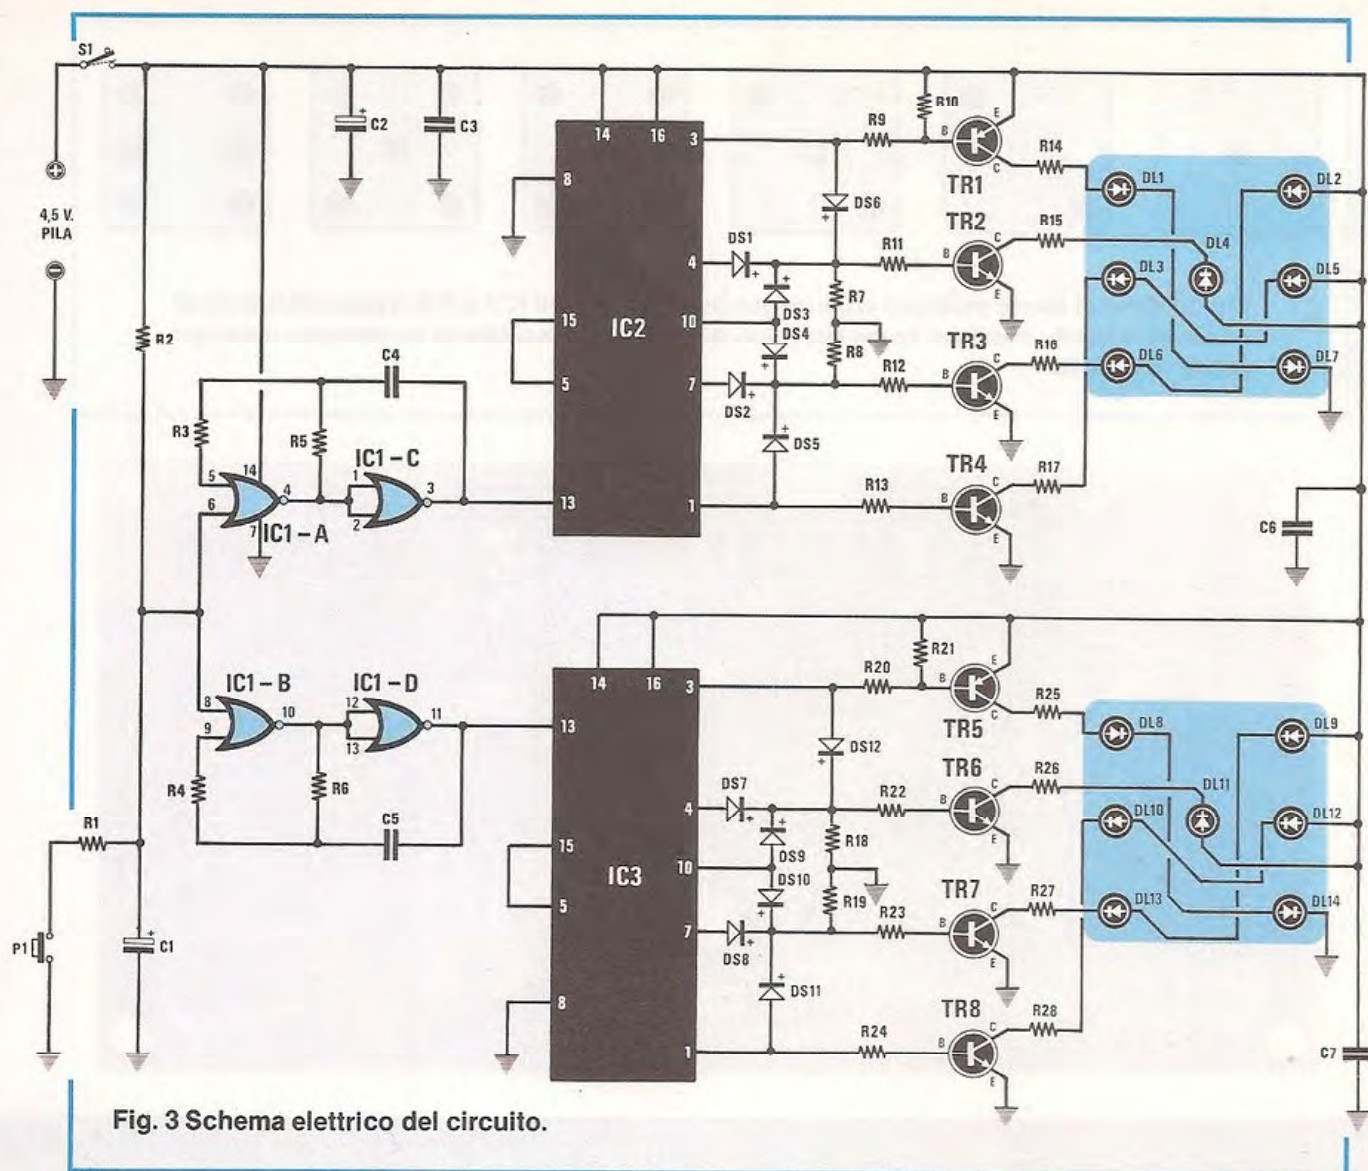 S1
4,5 V.
PILA
R2
C2
C3
C4
R3
R5
5
14
4
6
7
IC1-A
IC1-C
1
2
3
14
16
3
8
4
15
10
5
7
13
1
IC2
DS1
DS2
DS3
DS4
DS5
DS6
R7
R8
R9
R10
R11
R12
R13
B
E
C
TR1
B
C
E
TR2
B
C
E
TR3
B
C
E
TR4
R14
R15
R16
R17
DL1
DL2
DL3
DL4
DL5
DL6
DL7
C6
IC1-B
IC1-D
8
9
10
12
13
11
R4
R6
C5
R1
P1
C1
14
16
3
13
4
15
10
5
7
8
1
IC3
DS7
DS8
DS9
DS10
DS11
DS12
R18
R19
R20
R21
R22
R23
R24
B
E
C
TR5
B
C
E
TR6
B
C
E
TR7
B
C
E
TR8
R25
R26
R27
R28
DL8
DL9
DL10
DL11
DL12
DL13
DL14
C7
Fig. 3 Schema elettrico del circuito.